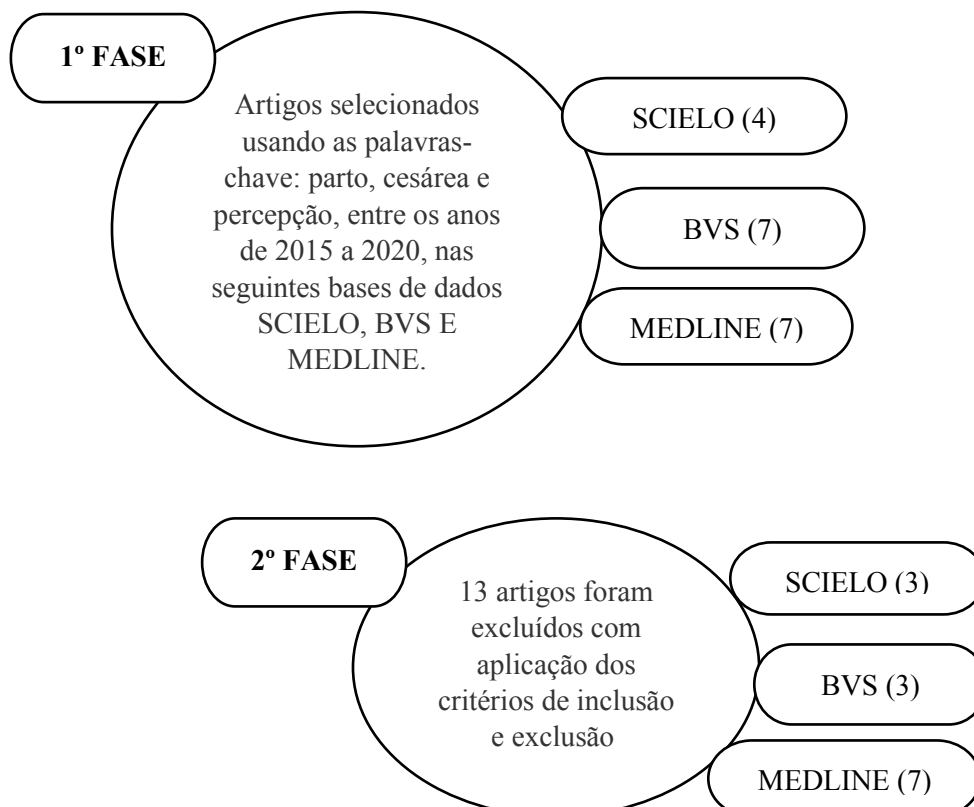 1º FASE
Artigos selecionados
usando as palavras-
chave: parto, cesárea e
percepção, entre os anos
de 2015 a 2020, nas
seguintes bases de dados
SCIELO, BVS E
MEDLINE.
SCIELO (4)
BVS (7)
MEDLINE (7)
2º FASE
13 artigos foram
excluídos com
aplicação dos
critérios de inclusão
e exclusão
SCIELO (3)
BVS (3)
MEDLINE (7)